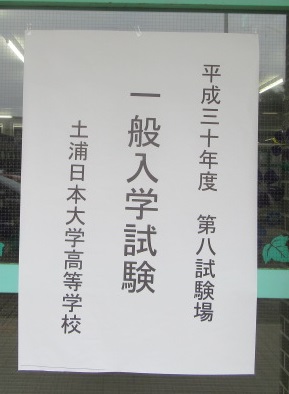 平成三十年度　第八試験場
一般入学試験
土浦日本大学高等学校